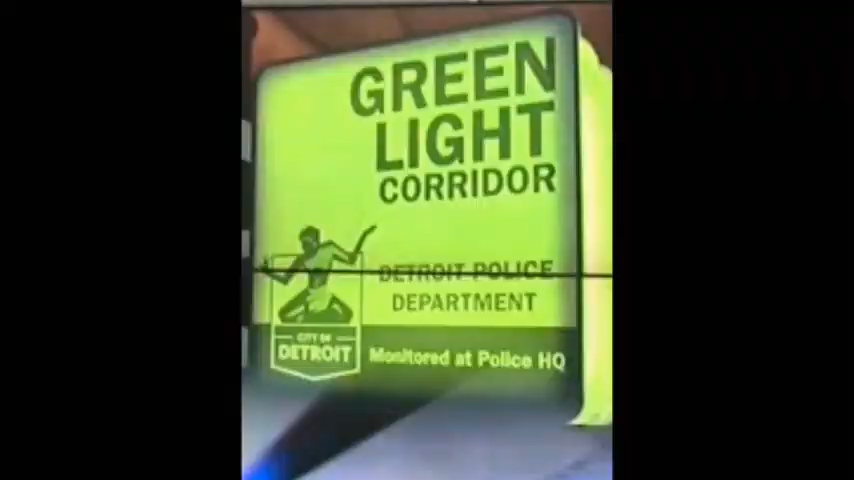 GREEN
LIGHT
CORRIDOR
DETROIT POLICE
DEPARTMENT
CITY OF
DETROIT
Monitored at Police HQ